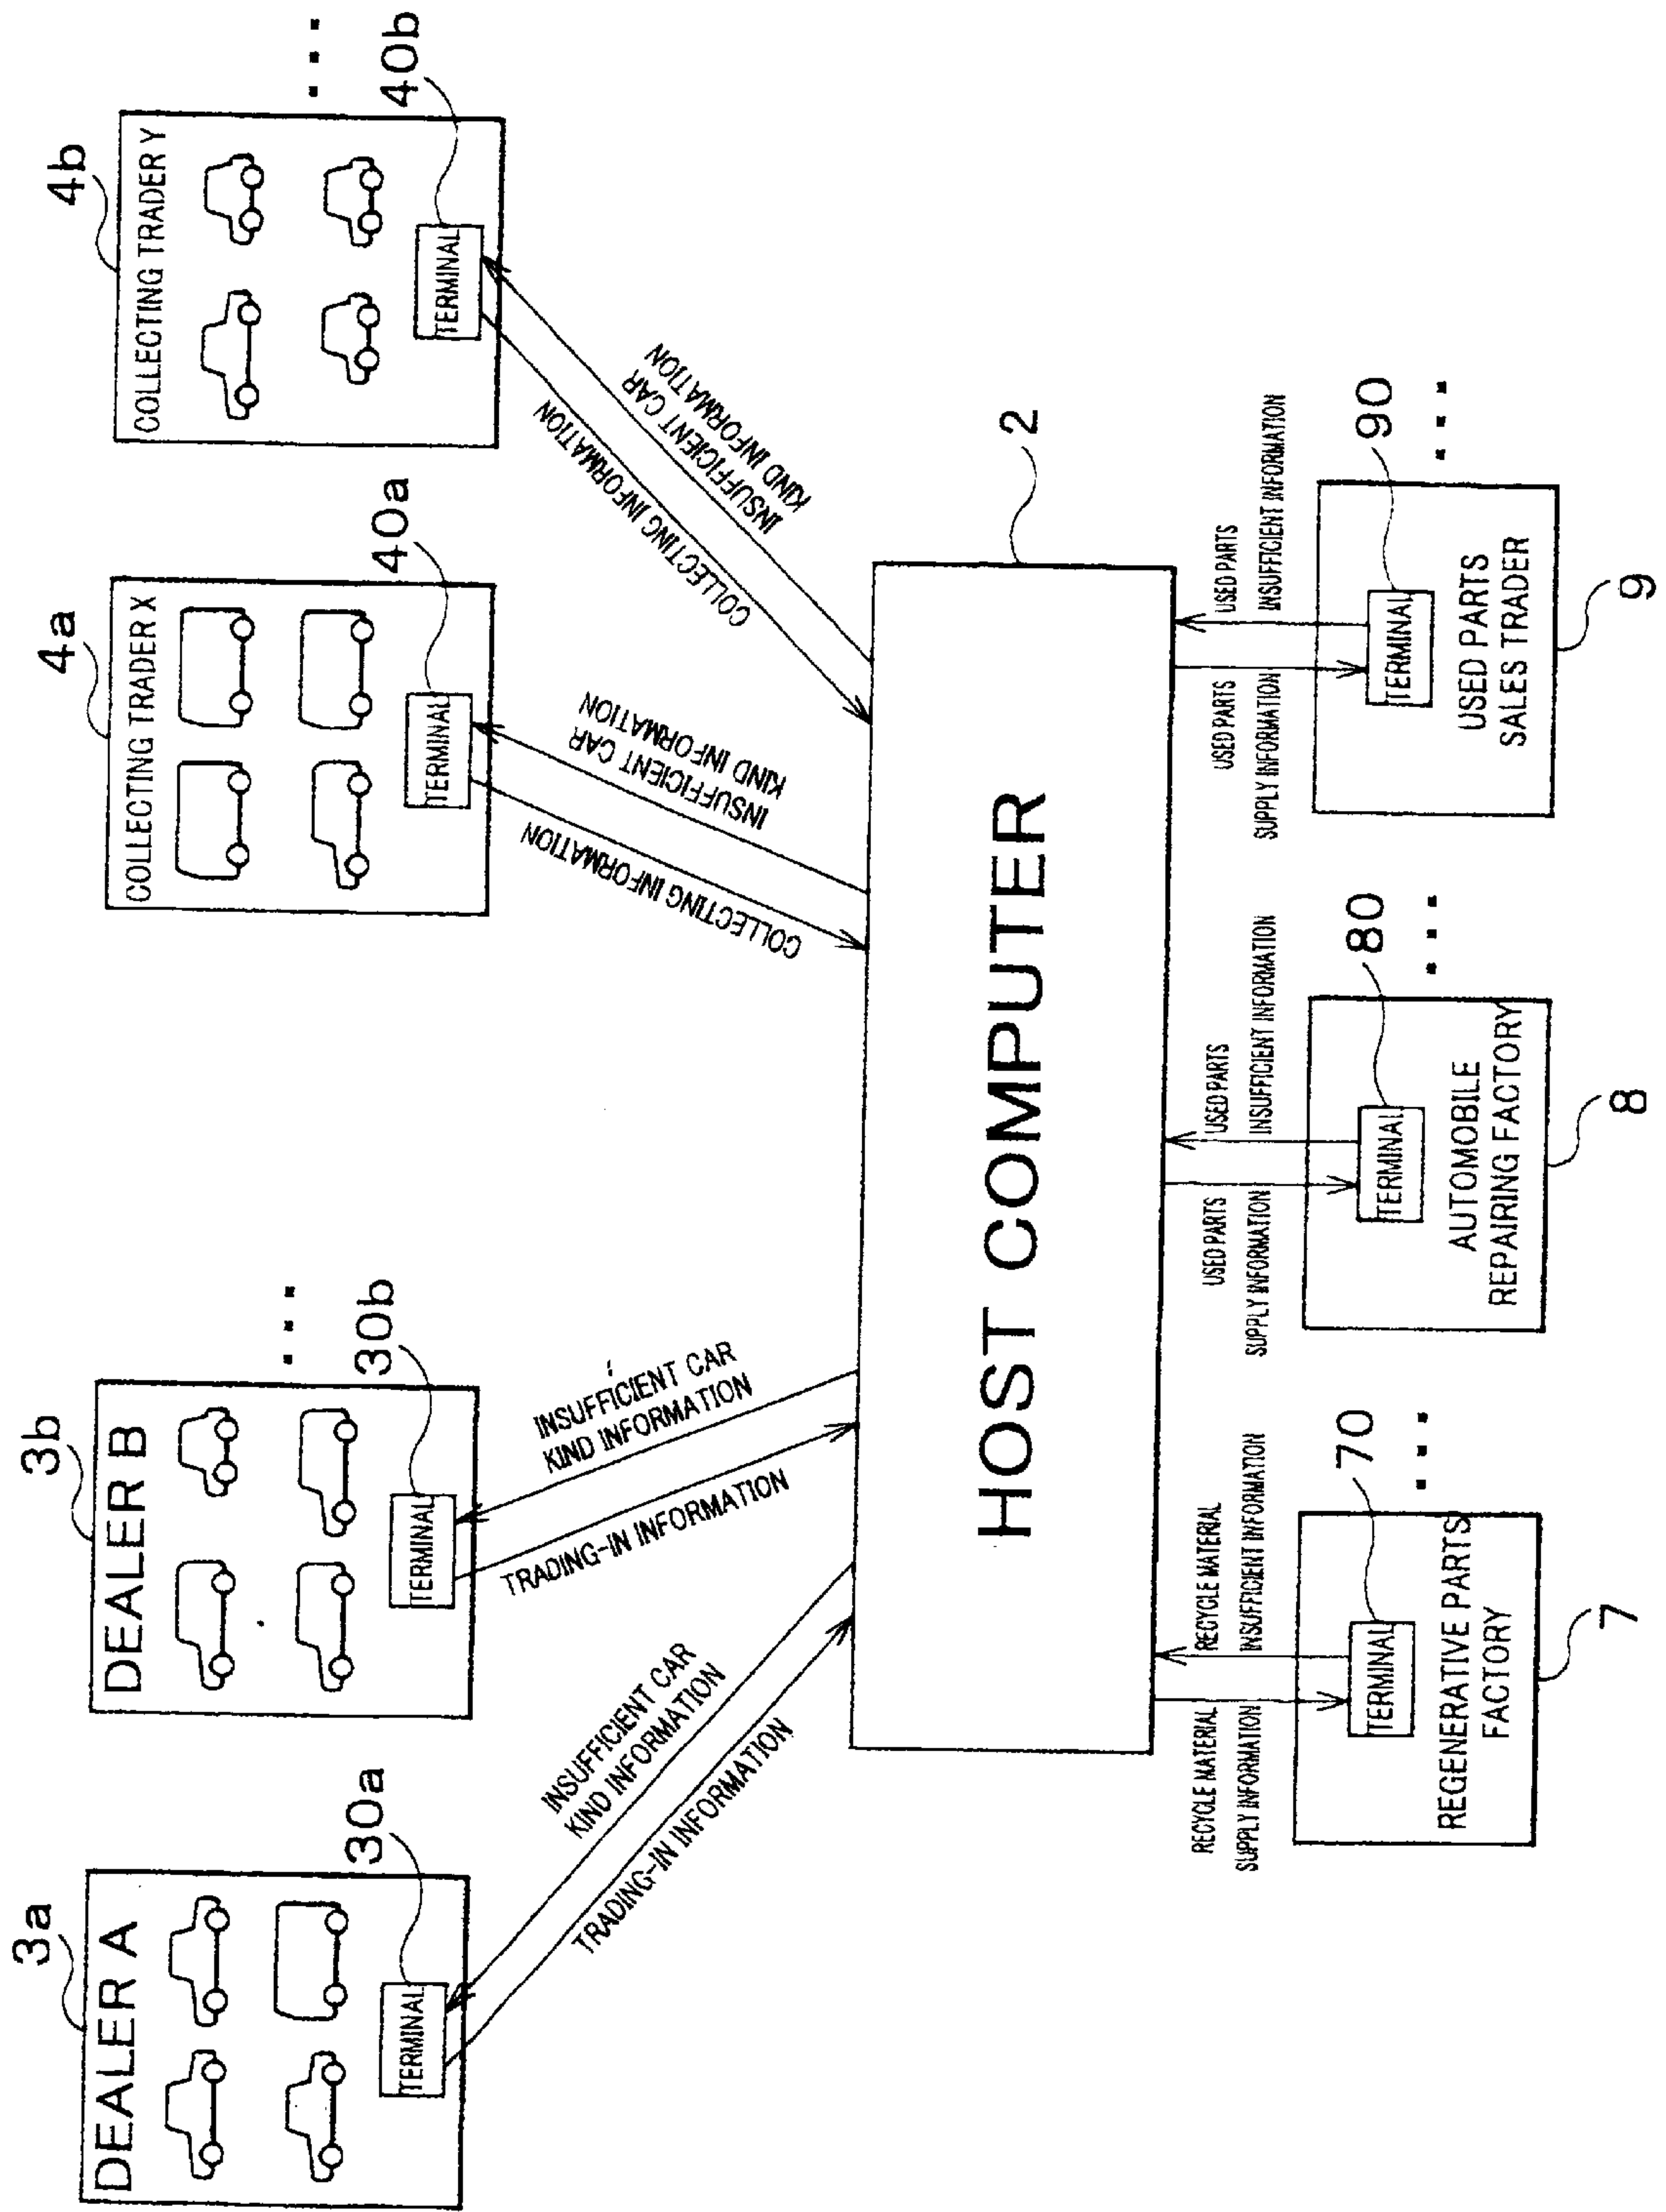 3a
DEALER A
TERMINAL
30a
3b
DEALER B
TERMINAL
30b
...
4a
COLLECTING TRADER X
TERMINAL
40a
4b
COLLECTING TRADER Y
TERMINAL
40b
...
INSUFFICIENT CAR
KIND INFORMATION
TRADING-IN INFORMATION
INSUFFICIENT CAR
KIND INFORMATION
TRADING-IN INFORMATION
COLLECTING INFORMATION
INSUFFICIENT CAR
KIND INFORMATION
COLLECTING INFORMATION
INSUFFICIENT CAR
KIND INFORMATION
HOST COMPUTER
2
RECYCLE MATERIAL
SUPPLY INFORMATION
RECYCLE MATERIAL
INSUFFICIENT INFORMATION
USED PARTS
SUPPLY INFORMATION
USED PARTS
INSUFFICIENT INFORMATION
USED PARTS
SUPPLY INFORMATION
USED PARTS
INSUFFICIENT INFORMATION
TERMINAL
70
REGENERATIVE PARTS
FACTORY
7
...
TERMINAL
80
AUTOMOBILE
REPAIRING FACTORY
8
...
TERMINAL
90
USED PARTS
SALES TRADER
9
...